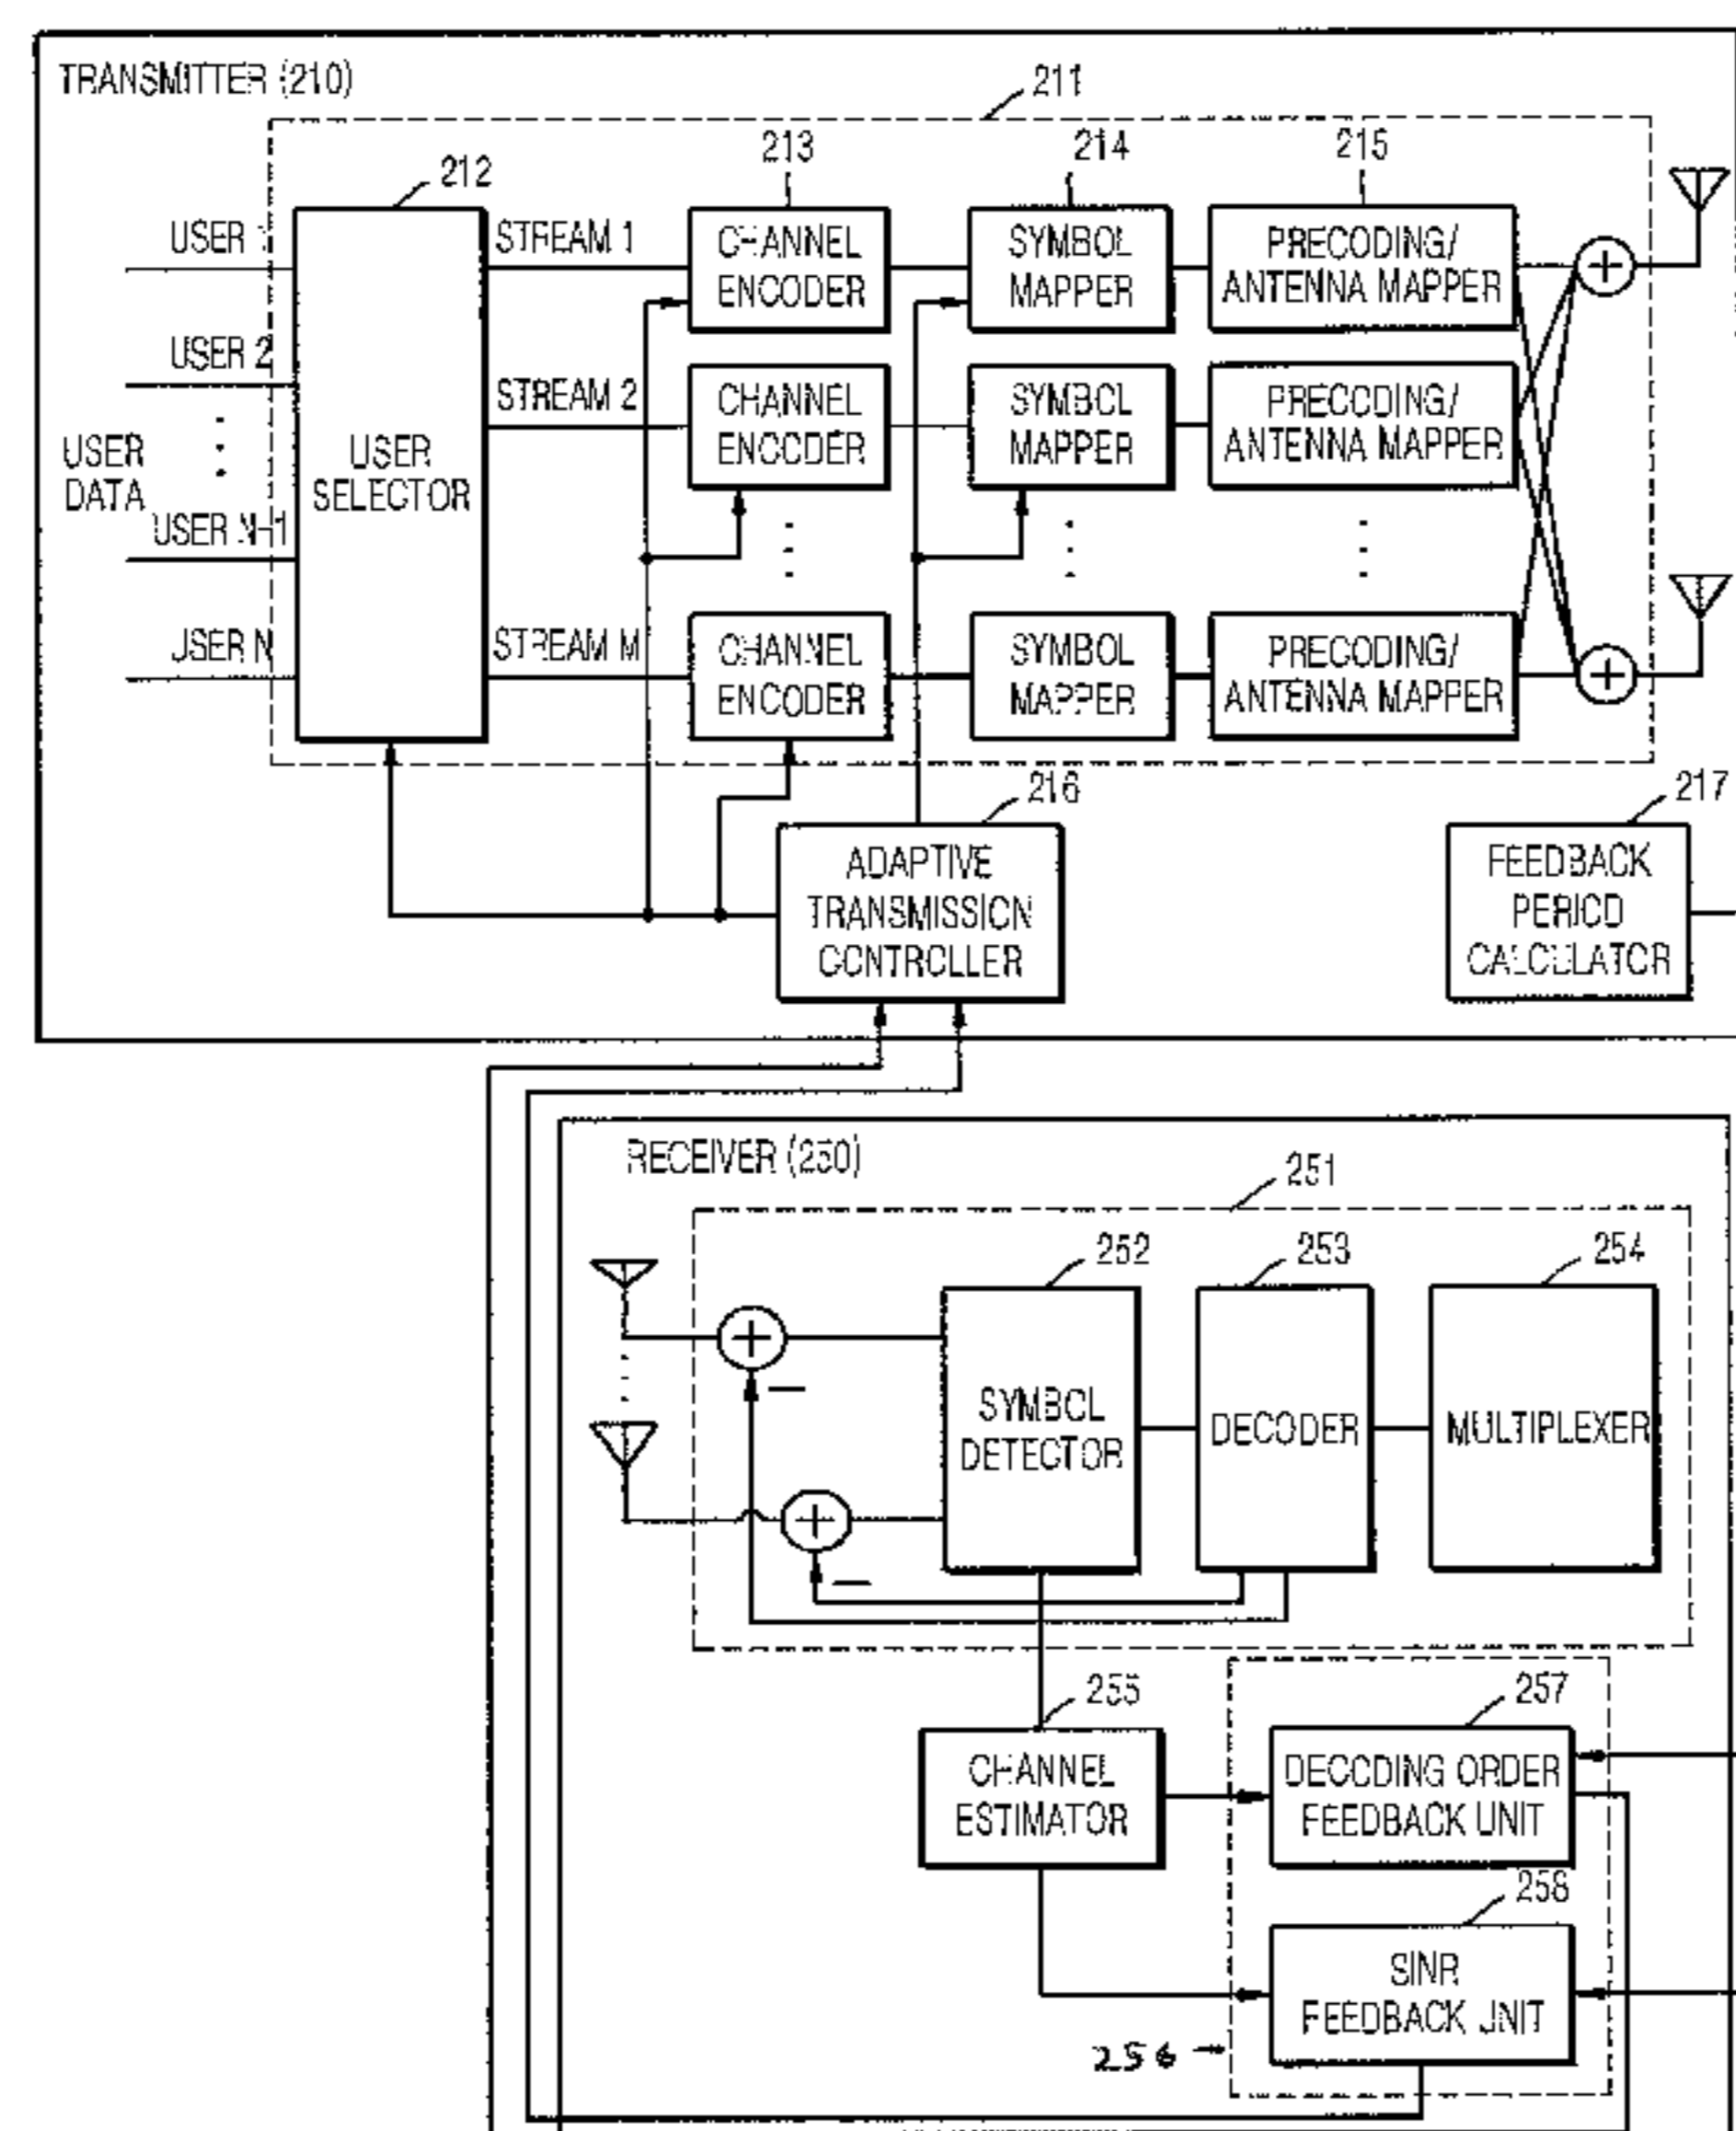 TRANSMITTER (210)
211
212
213
214
215
USER 1
USER 2
USER DATA
USER N-1
USER N
USER
SELECTOR
STREAM 1
STREAM 2
STREAM M
CHANNEL
ENCODER
SYMBOL
MAPPER
PRECODING/
ANTENNA MAPPER
+
CHANNEL
ENCODER
SYMBOL
MAPPER
PRECODING/
ANTENNA MAPPER
CHANNEL
ENCODER
SYMBOL
MAPPER
PRECODING/
ANTENNA MAPPER
+
216
ADAPTIVE
TRANSMISSION
CONTROLLER
217
FEEDBACK
PERIOD
CALCULATOR
RECEIVER (250)
251
252
253
254
+
−
+
−
SYMBOL
DETECTOR
DECODER
MULTIPLEXER
255
CHANNEL
ESTIMATOR
257
DECODING ORDER
FEEDBACK UNIT
258
SINR
FEEDBACK UNIT
256